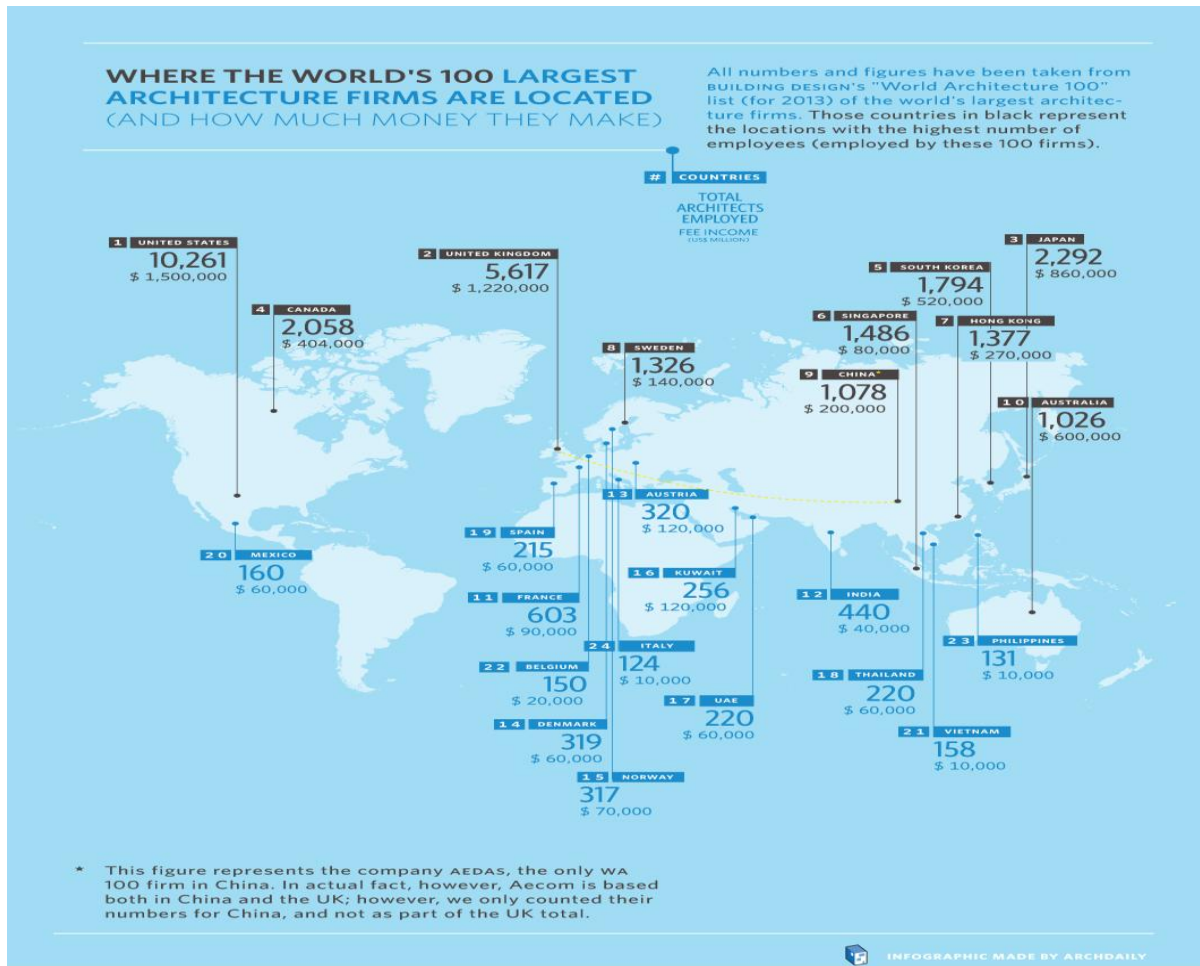 WHERE THE WORLD'S 100 LARGEST
ARCHITECTURE FIRMS ARE LOCATED
(AND HOW MUCH MONEY THEY MAKE)
All numbers and figures have been taken from
BUILDING DESIGN'S "World Architecture 100"
list (for 2013) of the world's largest architec-
ture firms. Those countries in black represent
the locations with the highest number of
employees (employed by these 100 firms).
# COUNTRIES
TOTAL
ARCHITECTS
EMPLOYED
FEE INCOME
(US$ MILLION)
1 UNITED STATES
10,261
$ 1,500,000
2 UNITED KINGDOM
5,617
$ 1,220,000
3 JAPAN
2,292
$ 860,000
4 CANADA
2,058
$ 404,000
5 SOUTH KOREA
1,794
$ 520,000
6 SINGAPORE
1,486
$ 80,000
7 HONG KONG
1,377
$ 270,000
8 SWEDEN
1,326
$ 140,000
9 CHINA*
1,078
$ 200,000
10 AUSTRALIA
1,026
$ 600,000
13 AUSTRIA
320
$ 120,000
19 SPAIN
215
$ 60,000
20 MEXICO
160
$ 60,000
16 KUWAIT
256
$ 120,000
11 FRANCE
603
$ 90,000
12 INDIA
440
$ 40,000
24 ITALY
124
$ 10,000
23 PHILIPPINES
131
$ 10,000
22 BELGIUM
150
$ 20,000
18 THAILAND
220
$ 60,000
17 UAE
220
$ 60,000
14 DENMARK
319
$ 60,000
21 VIETNAM
158
$ 10,000
15 NORWAY
317
$ 70,000
* This figure represents the company AEDAS, the only WA
100 firm in China. In actual fact, however, Aecom is based
both in China and the UK; however, we only counted their
numbers for China, and not as part of the UK total.
INFOGRAPHIC MADE BY ARCHDAILY